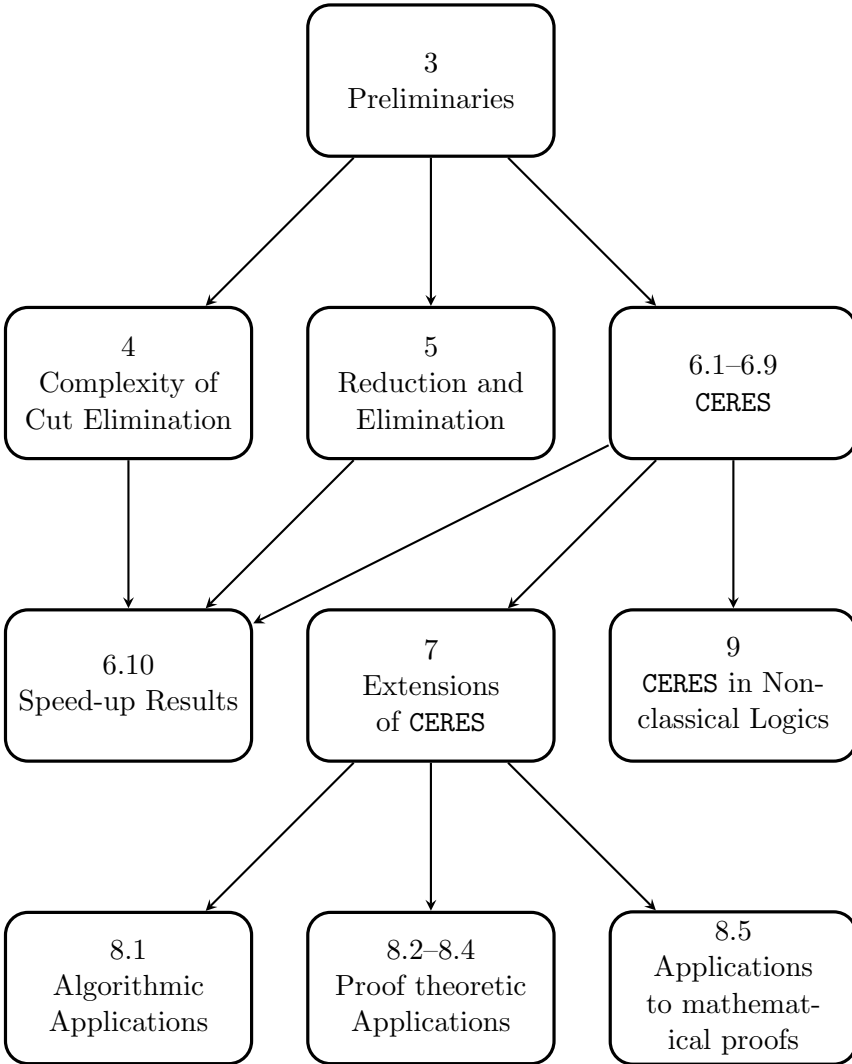 3
Preliminaries
4
Complexity of
Cut Elimination
5
Reduction and
Elimination
6.1–6.9
CERES
6.10
Speed-up Results
7
Extensions
of CERES
9
CERES in Non-
classical Logics
8.1
Algorithmic
Applications
8.2–8.4
Proof theoretic
Applications
8.5
Applications
to mathemat-
ical proofs